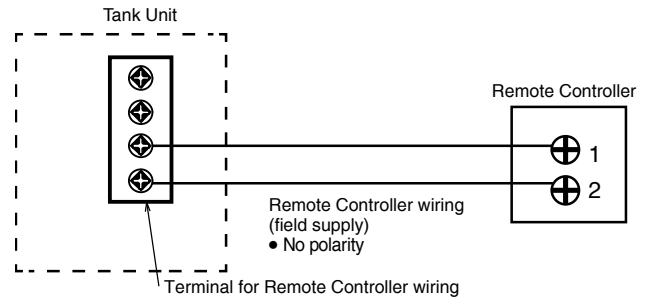 Tank Unit
Remote Controller
1
2
Remote Controller wiring
(field supply)
● No polarity
Terminal for Remote Controller wiring